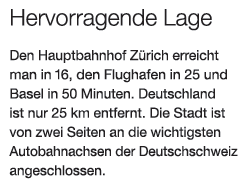 Hervorragende Lage
Den Hauptbahnhof Zürich erreicht
man in 16, den Flughafen in 25 und
Basel in 50 Minuten. Deutschland
ist nur 25 km entfernt. Die Stadt ist
von zwei Seiten an die wichtigsten
Autobahnachsen der Deutschschweiz
angeschlossen.